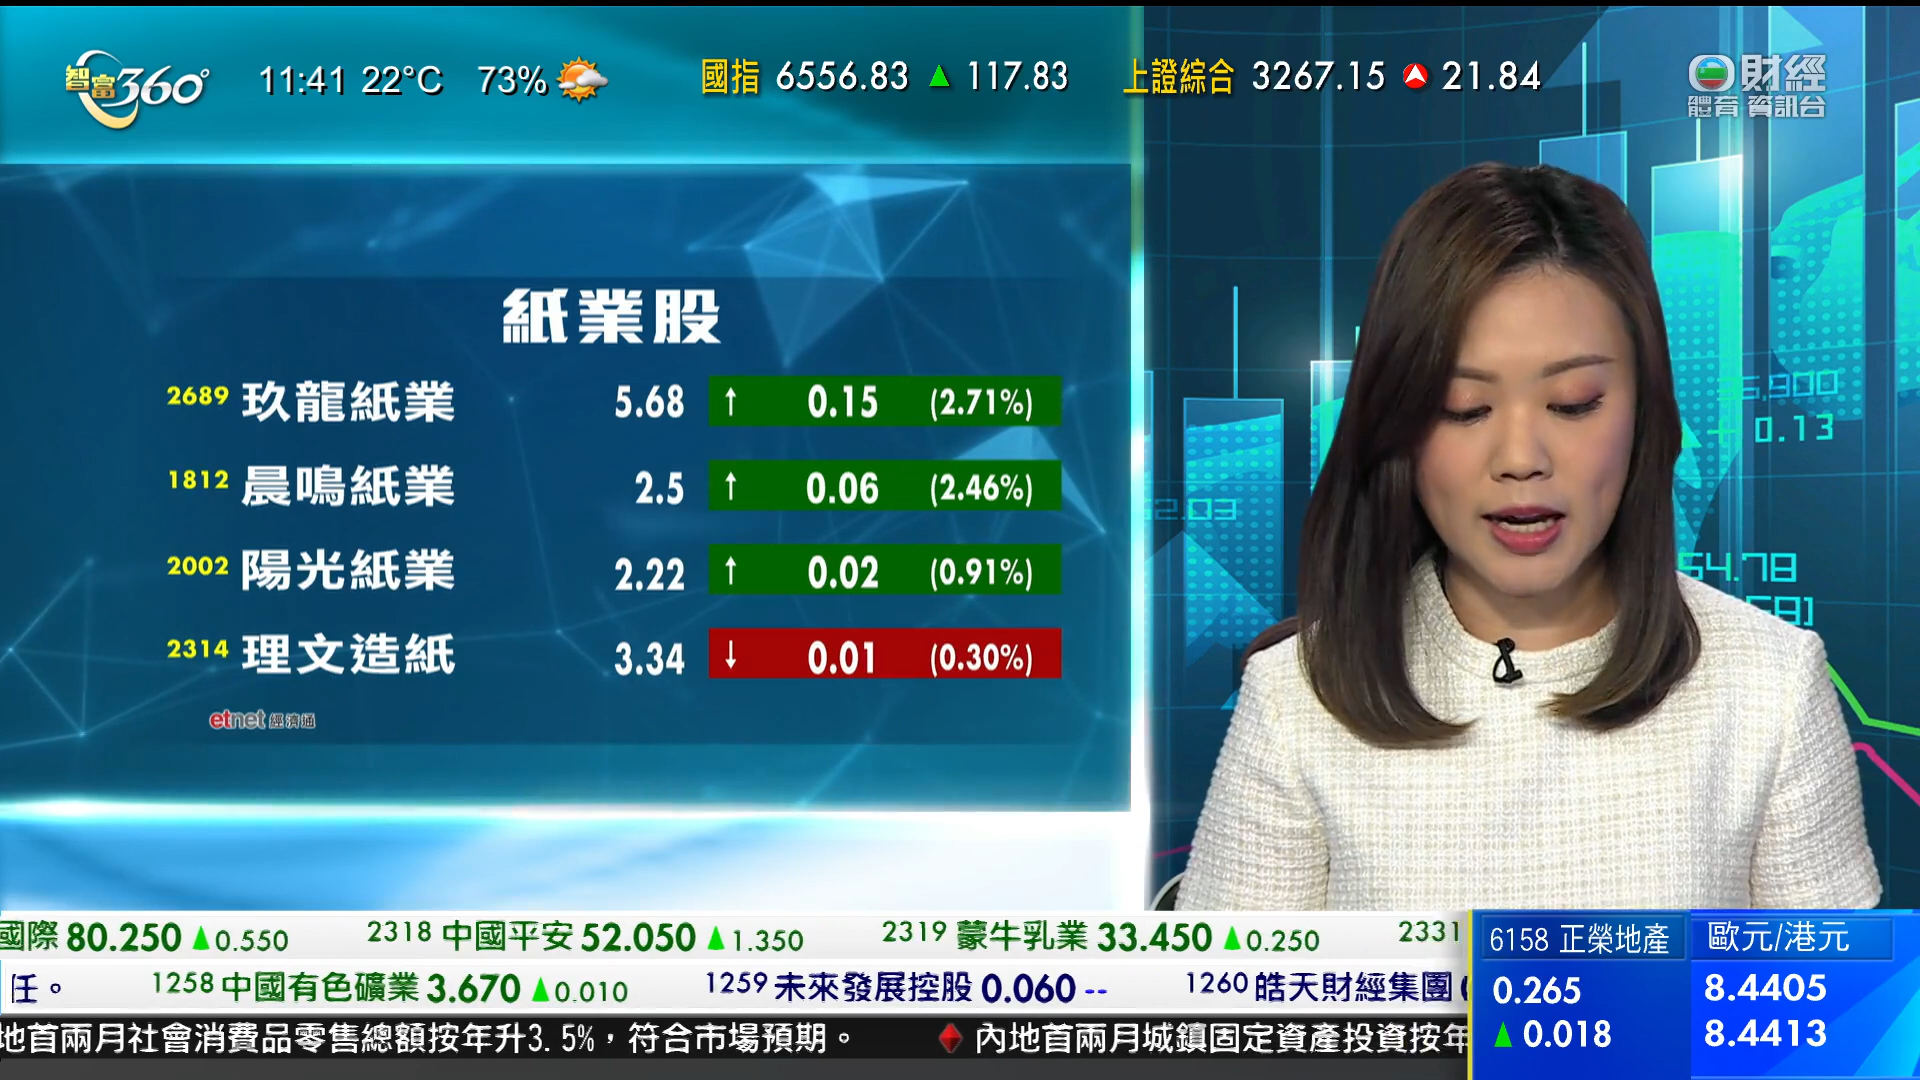 智富360°
11:41 22°C 73%
國指 6556.83 ▲ 117.83
上證綜合 3267.15 ▲ 21.84
財經
體育 資訊台
紙業股
2689 玖龍紙業 5.68 ↑ 0.15 (2.71%)
1812 晨鳴紙業 2.5 ↑ 0.06 (2.46%)
2002 陽光紙業 2.22 ↑ 0.02 (0.91%)
2314 理文造紙 3.34 ↓ 0.01 (0.30%)
etnet 經濟通
0.13
2.03
54.78
國際 80.250 ▲ 0.550 2318 中國平安 52.050 ▲ 1.350 2319 蒙牛乳業 33.450 ▲ 0.250 2331
任。 1258 中國有色礦業 3.670 ▲ 0.010 1259 未來發展控股 0.060 -- 1260 皓天財經集團
地首兩月社會消費品零售總額按年升3.5%，符合市場預期。 ◆ 內地首兩月城鎮固定資產投資按年
6158 正榮地產
0.265
▲ 0.018
歐元/港元
8.4405
8.4413